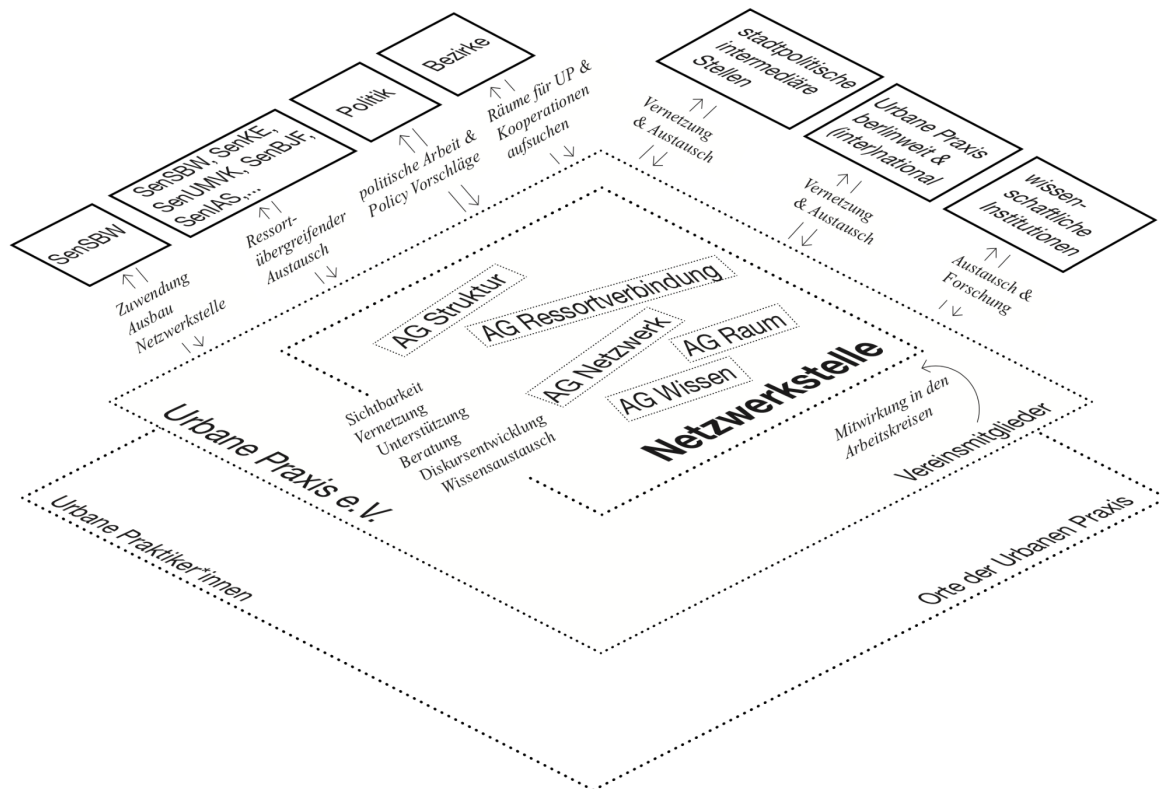 Bezirke
Politik
SenSBW, SenKE,
SenUMVK, SenBJF,
SenIAS,...
SenSBW
Räume für UP &
Kooperationen
aufsuchen
politische Arbeit &
Policy Vorschläge
Ressort-
übergreifender
Austausch
Zuwendung
Ausbau
Netzwerkstelle
stadtpolitische
intermediäre
Stellen
Urbane Praxis
berlinweit &
(inter)national
wissen-
schaftliche
Institutionen
Vernetzung
& Austausch
Vernetzung
& Austausch
Austausch &
Forschung
AG Struktur
AG Ressortverbindung
AG Netzwerk
AG Raum
AG Wissen
Netzwerkstelle
Sichtbarkeit
Vernetzung
Unterstützung
Beratung
Diskursentwicklung
Wissensaustausch
Mitwirkung in den
Arbeitskreisen
Vereinsmitglieder
Urbane Praxis e.V.
Urbane Praktiker*innen
Orte der Urbanen Praxis